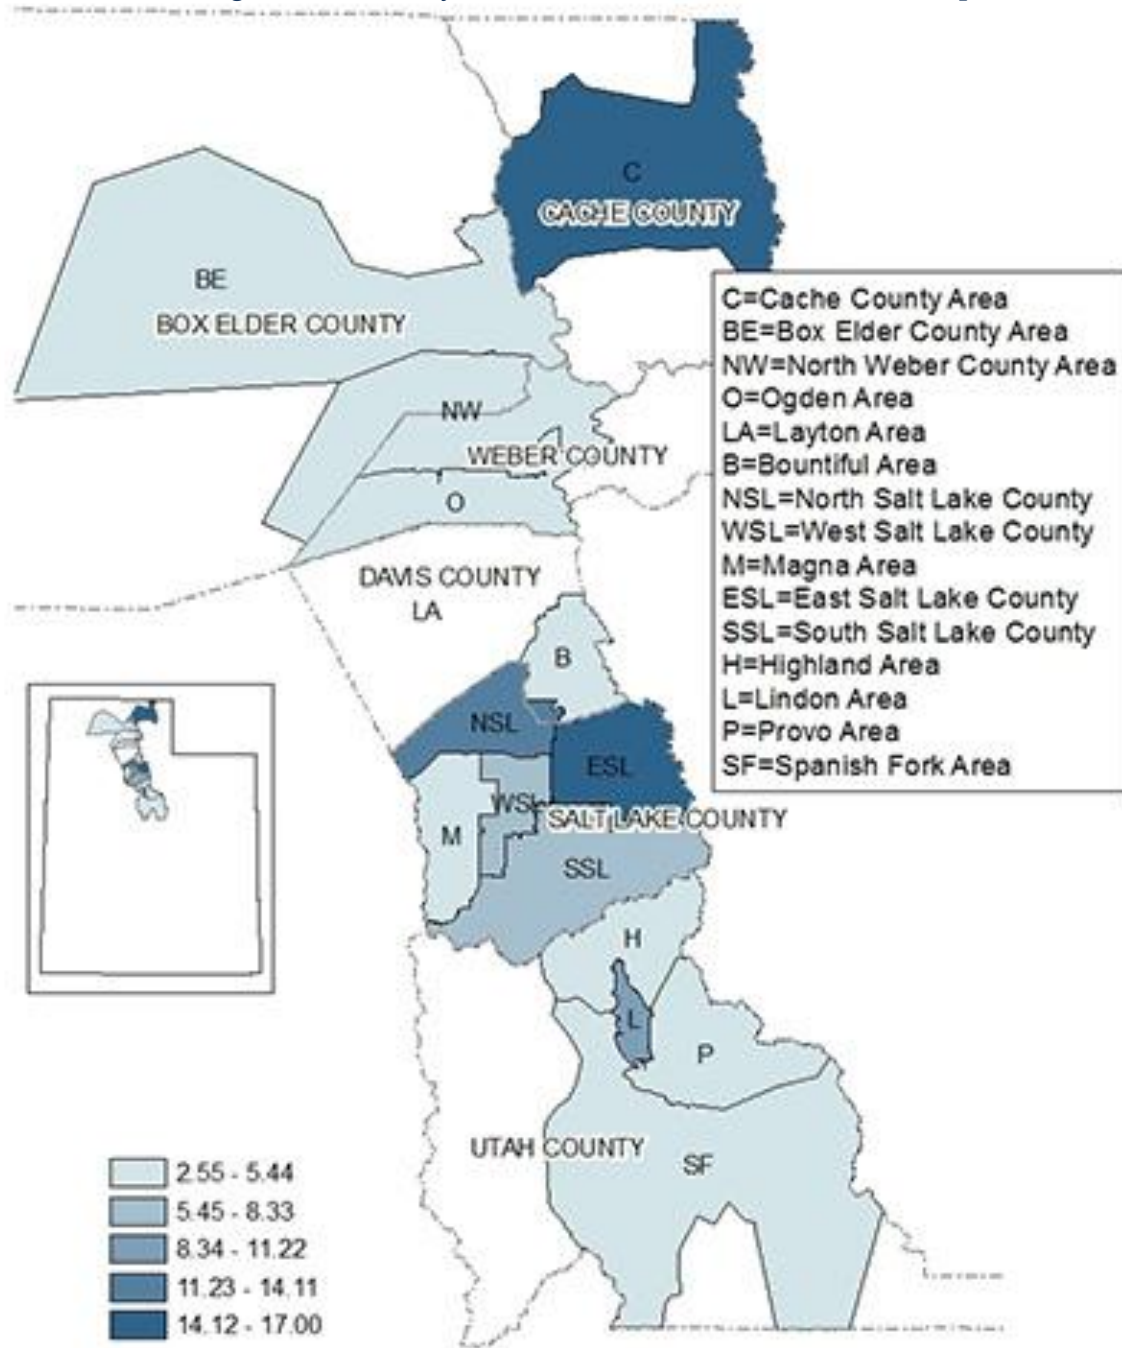 C
CACHE COUNTY
BE
BOX ELDER COUNTY
C=Cache County Area
BE=Box Elder County Area
NW=North Weber County Area
O=Ogden Area
LA=Layton Area
B=Bountiful Area
NSL=North Salt Lake County
WSL=West Salt Lake County
M=Magna Area
ESL=East Salt Lake County
SSL=South Salt Lake County
H=Highland Area
L=Lindon Area
P=Provo Area
SF=Spanish Fork Area
NW
WEBER COUNTY
O
DAVIS COUNTY
LA
B
NSL
ESL
WSL
SALT LAKE COUNTY
M
SSL
H
L
P
UTAH COUNTY
SF
2.55 - 5.44
5.45 - 8.33
8.34 - 11.22
11.23 - 14.11
14.12 - 17.00